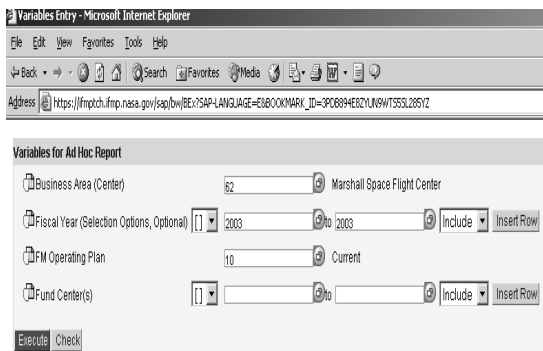 Variables Entry - Microsoft Internet Explorer
File Edit View Favorites Tools Help
Back Search Favorites Media
Address https://ifmptch.ifmp.nasa.gov/sap/bw/BEx?SAP-LANGUAGE=E&BOOKMARK_ID=3PDB894E8ZYUN9WTS5SL285YZ
Variables for Ad Hoc Report
Business Area (Center) 62 Marshall Space Flight Center
Fiscal Year (Selection Options, Optional) [] 2003 to 2003 Include Insert Row
FM Operating Plan 10 Current
Fund Center(s) [] to Include Insert Row
Execute Check